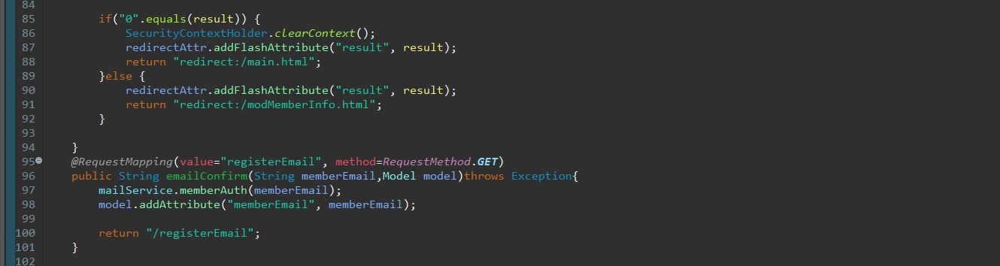 84
85         if("0".equals(result)) {
86             SecurityContextHolder.clearContext();
87             redirectAttr.addFlashAttribute("result", result);
88             return "redirect:/main.html";
89         }else {
90             redirectAttr.addFlashAttribute("result", result);
91             return "redirect:/modMemberInfo.html";
92         }
93
94     }
95     @RequestMapping(value="registerEmail", method=RequestMethod.GET)
96     public String emailConfirm(String memberEmail,Model model)throws Exception{
97         mailService.memberAuth(memberEmail);
98         model.addAttribute("memberEmail", memberEmail);
99
100         return "/registerEmail";
101     }
102